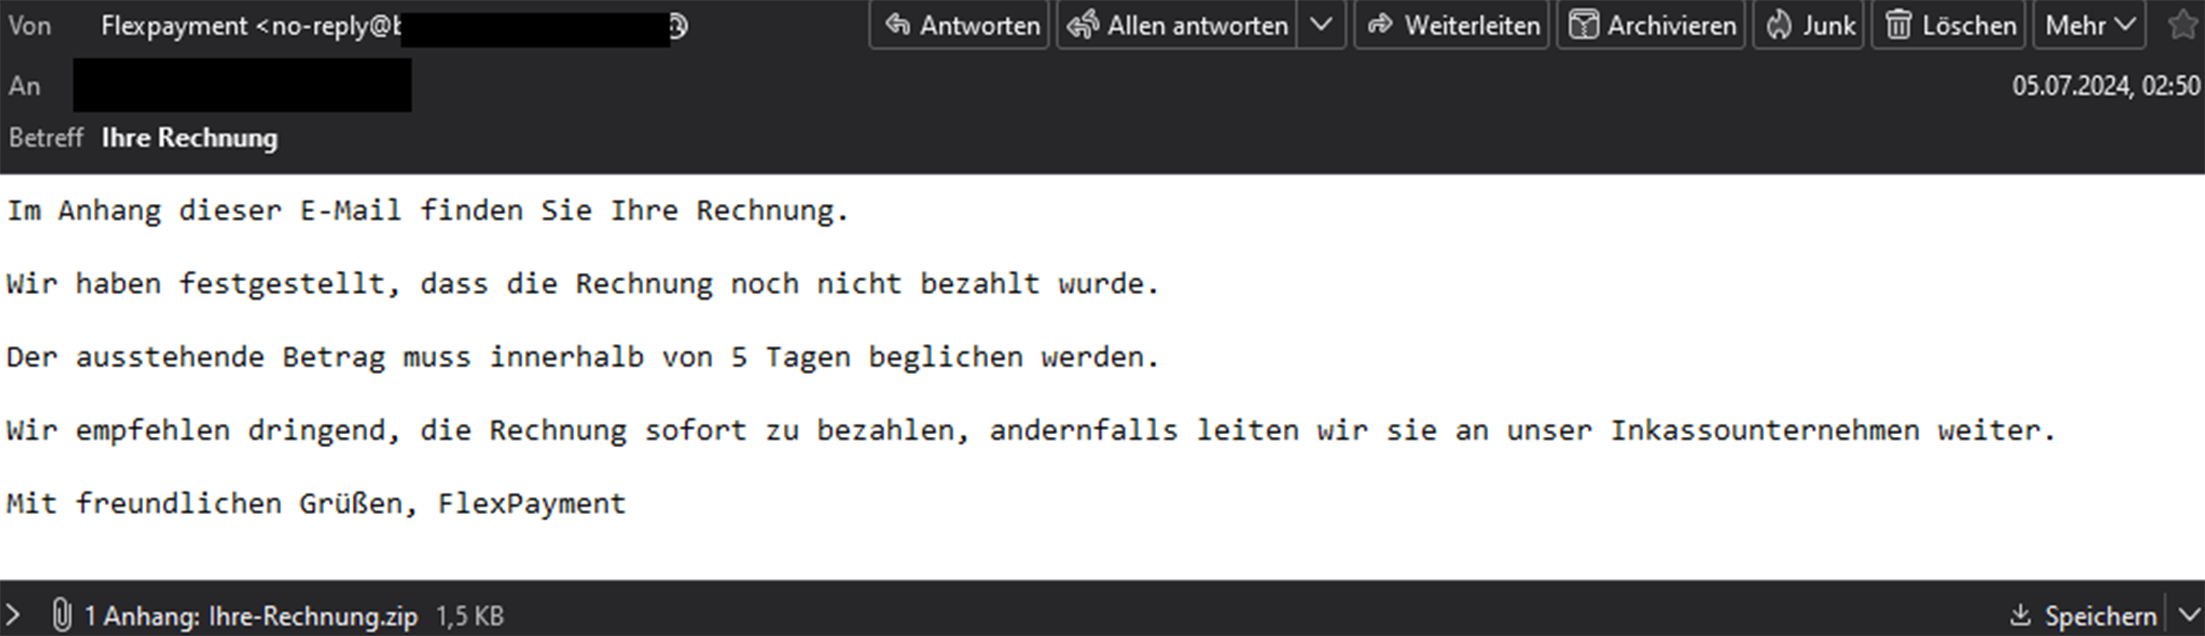 Von Flexpayment <no-reply@b
Antworten Allen antworten Weiterleiten Archivieren Junk Löschen Mehr
An
05.07.2024, 02:50
Betreff Ihre Rechnung
Im Anhang dieser E-Mail finden Sie Ihre Rechnung.
Wir haben festgestellt, dass die Rechnung noch nicht bezahlt wurde.
Der ausstehende Betrag muss innerhalb von 5 Tagen beglichen werden.
Wir empfehlen dringend, die Rechnung sofort zu bezahlen, andernfalls leiten wir sie an unser Inkassounternehmen weiter.
Mit freundlichen Grüßen, FlexPayment
1 Anhang: Ihre-Rechnung.zip 1,5 KB
Speichern